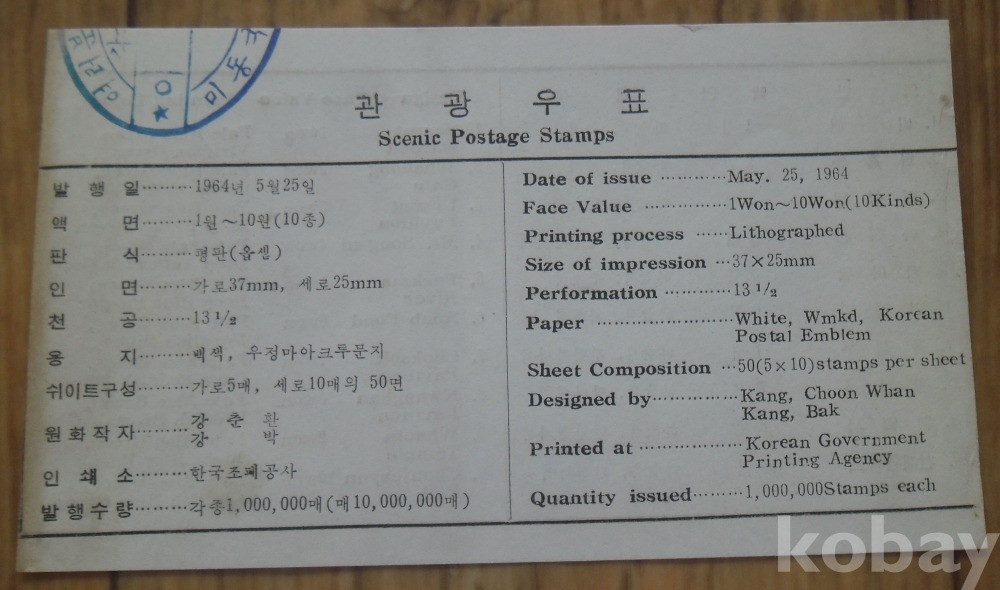 미동국
관광우표
Scenic Postage Stamps
발행일………1964년 5월25일
액면………1원~10원(10종)
판식………평판(옵셑)
인면………가로37mm, 세로25mm
천공………13 1/2
용지………백색, 우정마아크투문지
쉬이트구성………가로5매, 세로10매의 50면
원화작자………강춘환
강박
인쇄소………한국조폐공사
발행수량………각종1,000,000매(매10,000,000매)
Date of issue …………May. 25, 1964
Face Value ……………1Won~10Won(10Kinds)
Printing process ……Lithographed
Size of impression …37×25mm
Performation …………13 1/2
Paper ……………………White, Wmkd, Korean
Postal Emblem
Sheet Composition …50(5×10)stamps per sheet
Designed by……………Kang, Choon Whan
Kang, Bak
Printed at ………………Korean Government
Printing Agency
Quantity issued………1,000,000Stamps each
kobay